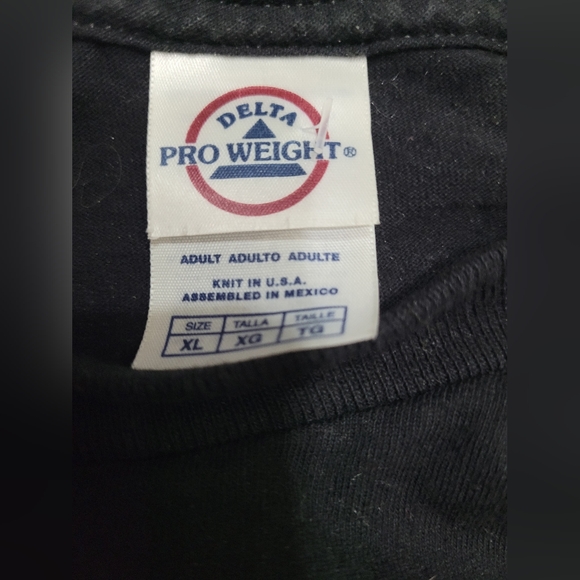 DELTA
PRO WEIGHT®
ADULT ADULTO ADULTE
KNIT IN U.S.A.
ASSEMBLED IN MEXICO
SIZE TALLA TAILLE
XL XG TG